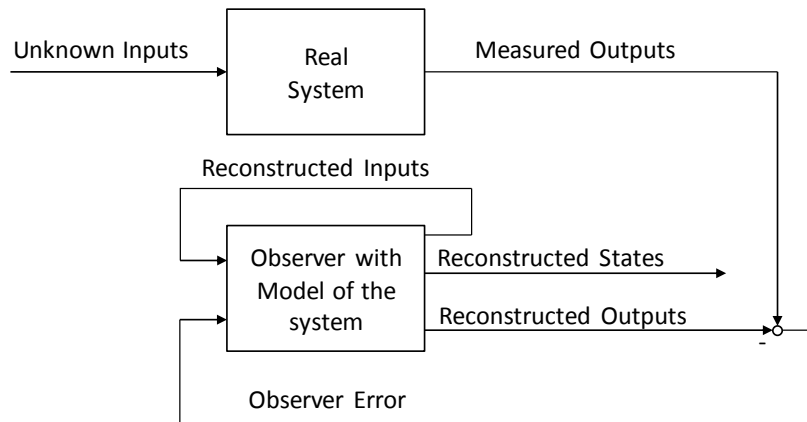 Unknown Inputs
Real
System
Measured Outputs
Reconstructed Inputs
Observer with
Model of the
system
Reconstructed States
Reconstructed Outputs
-
Observer Error